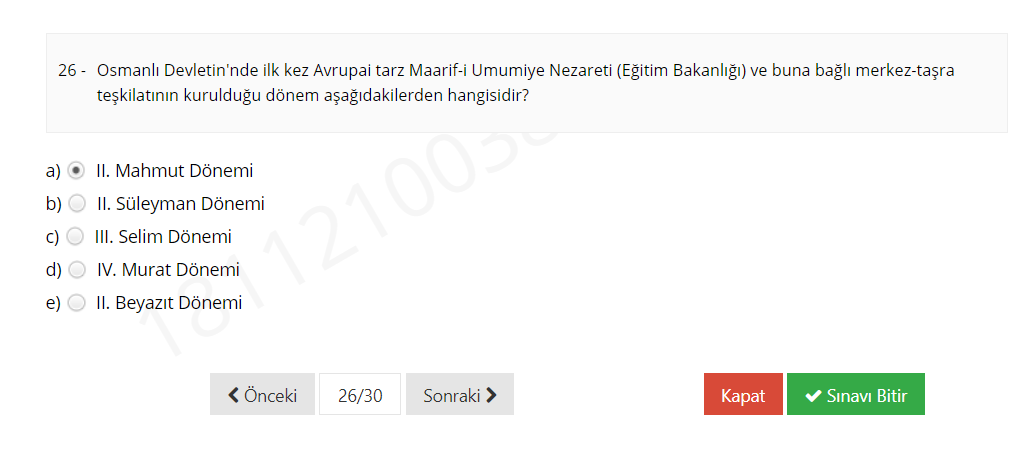 26 - Osmanlı Devletin'nde ilk kez Avrupai tarz Maarif-i Umumiye Nezareti (Eğitim Bakanlığı) ve buna bağlı merkez-taşra
teşkilatının kurulduğu dönem aşağıdakilerden hangisidir?
a) II. Mahmut Dönemi
b) II. Süleyman Dönemi
c) III. Selim Dönemi
d) IV. Murat Dönemi
e) II. Beyazıt Dönemi
Önceki 26/30 Sonraki Kapat Sınavı Bitir